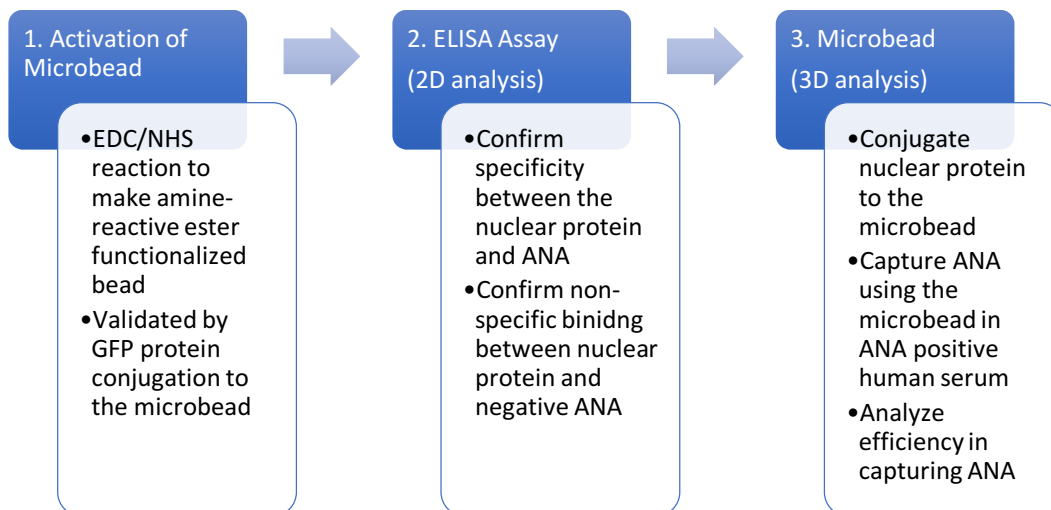 1. Activation of
Microbead
•EDC/NHS
reaction to
make amine-
reactive ester
functionalized
bead
•Validated by
GFP protein
conjugation to
the microbead
2. ELISA Assay
(2D analysis)
•Confirm
specificity
between the
nuclear protein
and ANA
•Confirm non-
specific binidng
between nuclear
protein and
negative ANA
3. Microbead
(3D analysis)
•Conjugate
nuclear protein
to the
microbead
•Capture ANA
using the
microbead in
ANA positive
human serum
•Analyze
efficiency in
capturing ANA